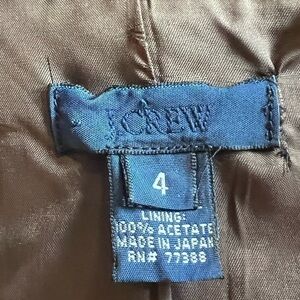 J.CREW
4
LINING:
100% ACETATE
MADE IN JAPAN
RN# 77388